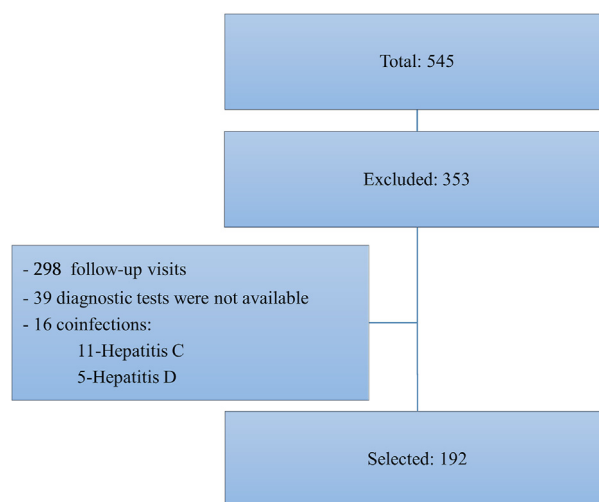 Total: 545
Excluded: 353
- 298 follow-up visits
- 39 diagnostic tests were not available
- 16 coinfections:
11-Hepatitis C
5-Hepatitis D
Selected: 192